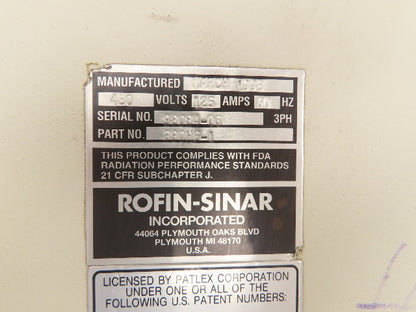 MANUFACTURED
480 VOLTS 125 AMPS 60 HZ
SERIAL NO. 3PH
PART NO.
THIS PRODUCT COMPLIES WITH FDA
RADIATION PERFORMANCE STANDARDS
21 CFR SUBCHAPTER J.
ROFIN-SINAR
INCORPORATED
44064 PLYMOUTH OAKS BLVD
PLYMOUTH MI 48170
U.S.A.
LICENSED BY PATLEX CORPORATION
UNDER ONE OR ALL OF THE
FOLLOWING U.S. PATENT NUMBERS: